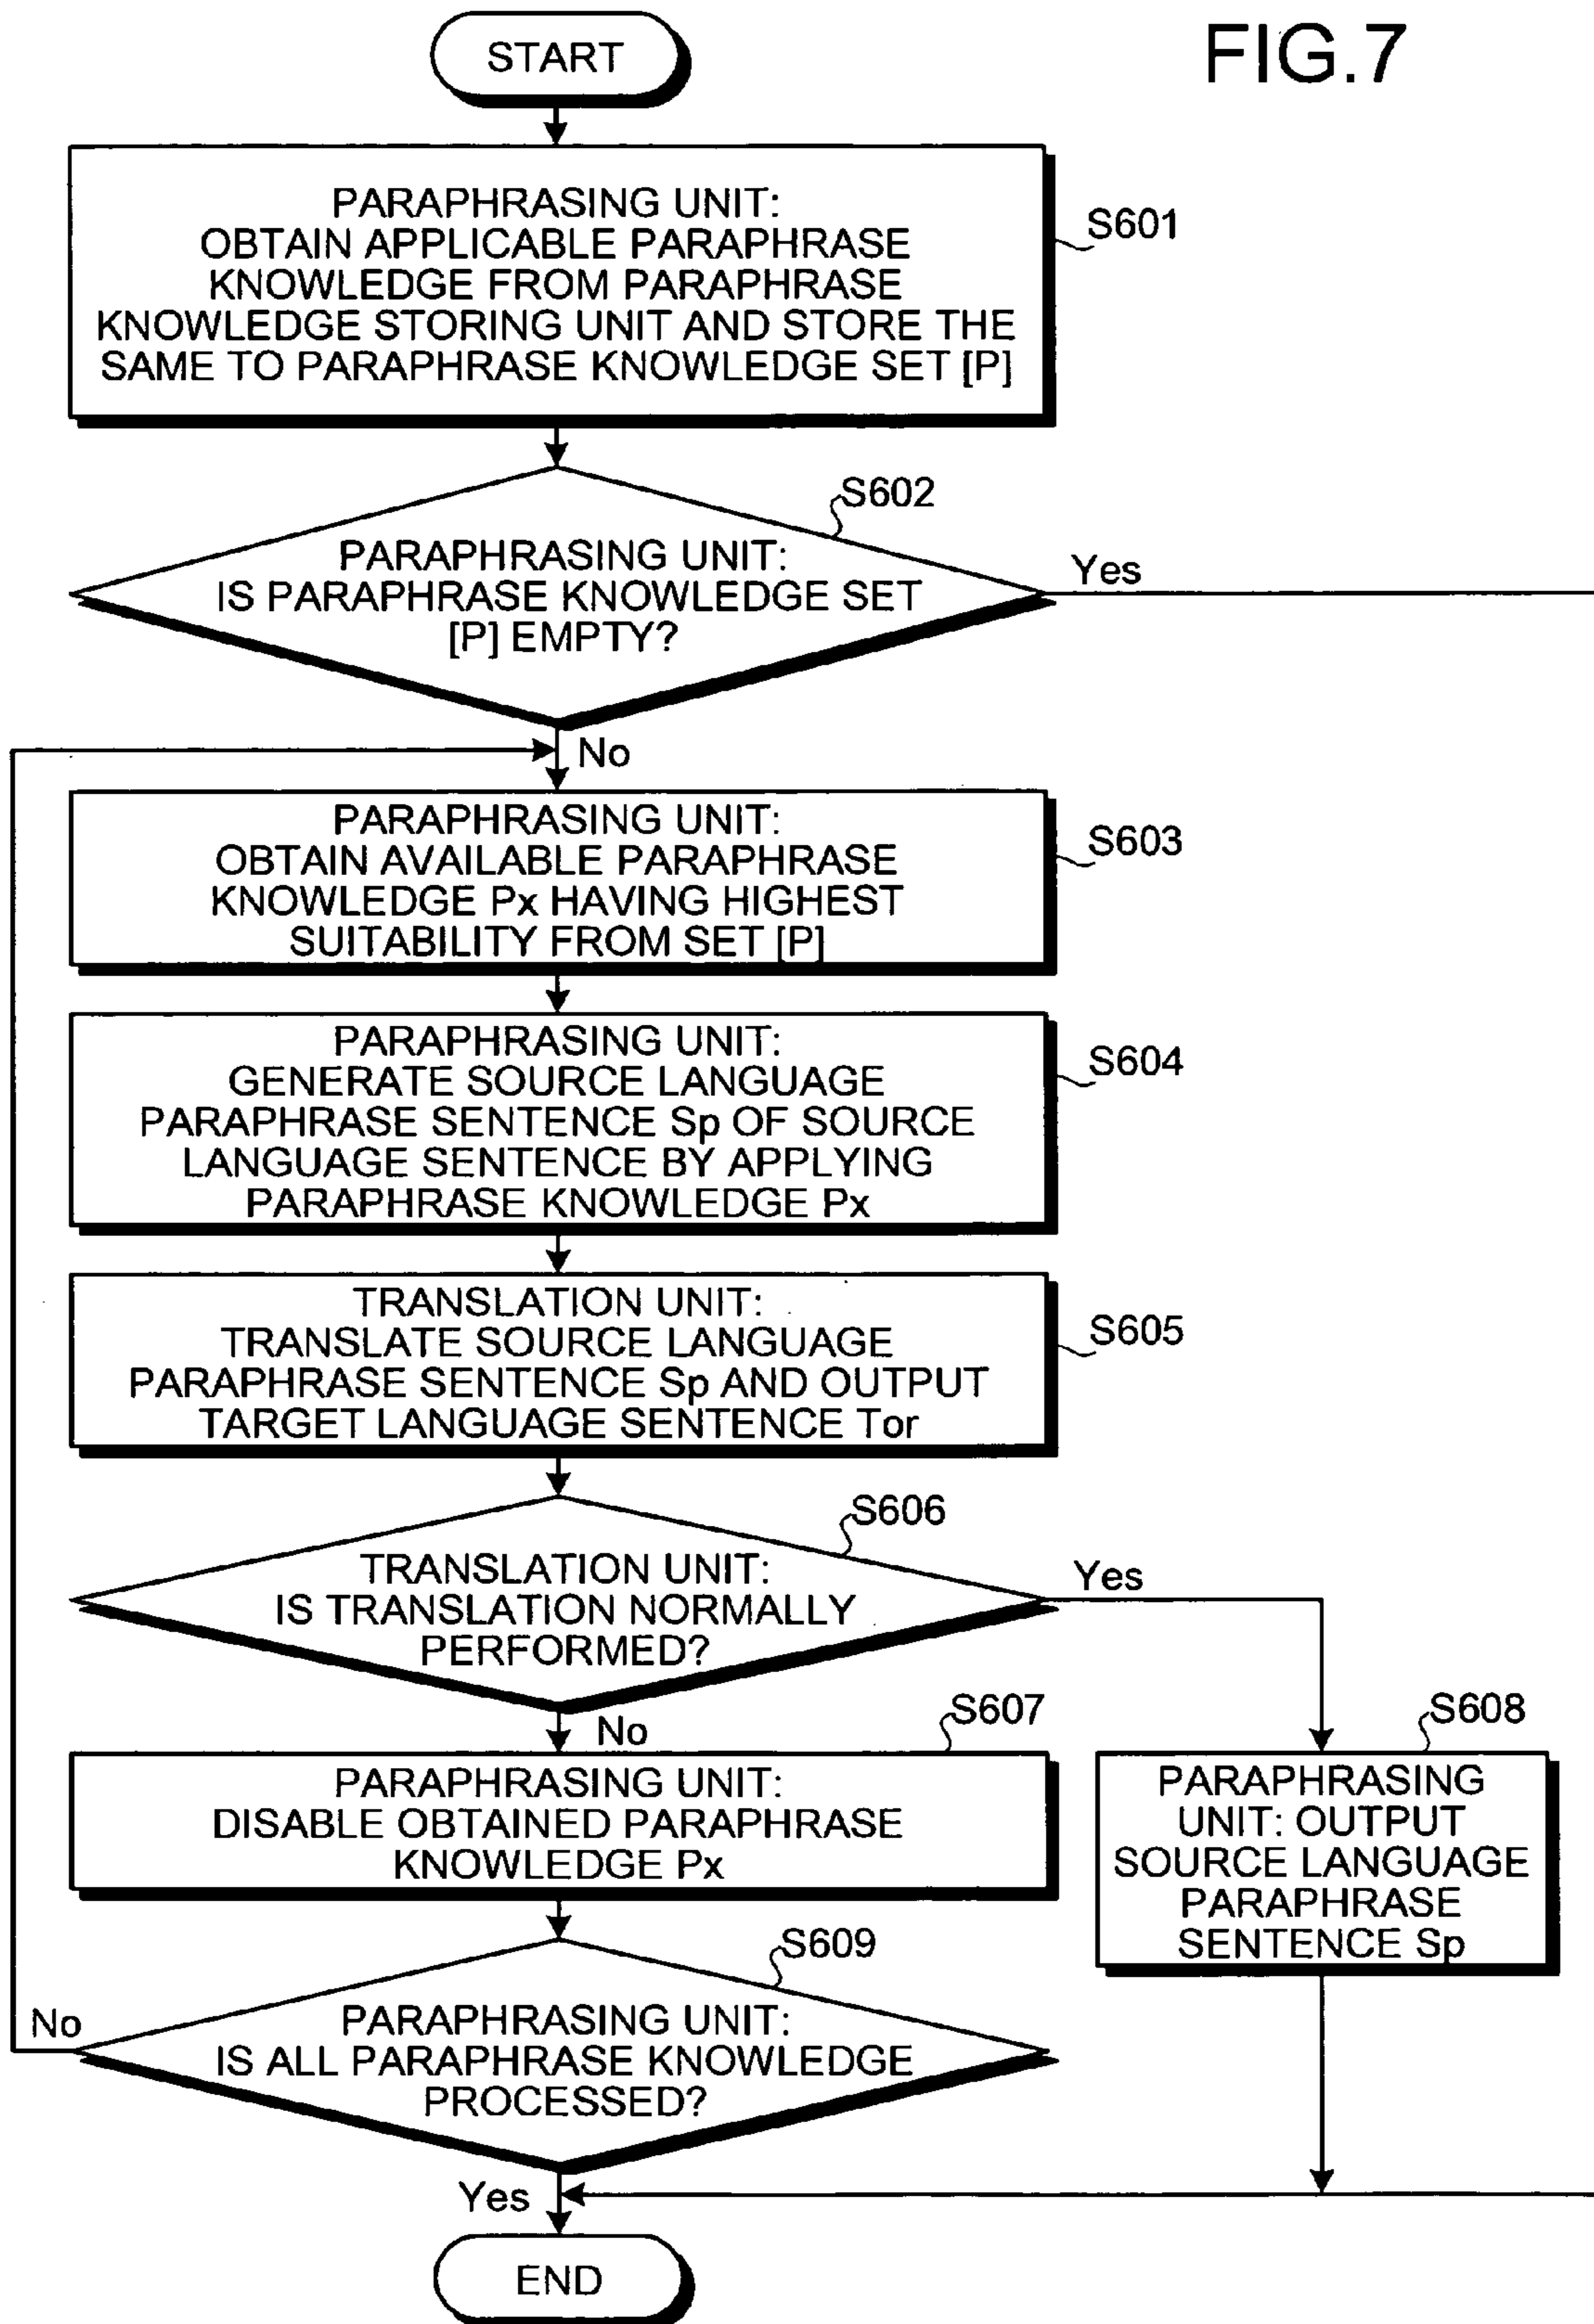 FIG.7
START
PARAPHRASING UNIT:
OBTAIN APPLICABLE PARAPHRASE
KNOWLEDGE FROM PARAPHRASE
KNOWLEDGE STORING UNIT AND STORE THE
SAME TO PARAPHRASE KNOWLEDGE SET [P]
S601
S602
PARAPHRASING UNIT:
IS PARAPHRASE KNOWLEDGE SET
[P] EMPTY?
Yes
No
PARAPHRASING UNIT:
OBTAIN AVAILABLE PARAPHRASE
KNOWLEDGE Px HAVING HIGHEST
SUITABILITY FROM SET [P]
S603
PARAPHRASING UNIT:
GENERATE SOURCE LANGUAGE
PARAPHRASE SENTENCE Sp OF SOURCE
LANGUAGE SENTENCE BY APPLYING
PARAPHRASE KNOWLEDGE Px
S604
TRANSLATION UNIT:
TRANSLATE SOURCE LANGUAGE
PARAPHRASE SENTENCE Sp AND OUTPUT
TARGET LANGUAGE SENTENCE Tor
S605
S606
TRANSLATION UNIT:
IS TRANSLATION NORMALLY
PERFORMED?
Yes
No
S607
PARAPHRASING UNIT:
DISABLE OBTAINED PARAPHRASE
KNOWLEDGE Px
S608
PARAPHRASING
UNIT: OUTPUT
SOURCE LANGUAGE
PARAPHRASE
SENTENCE Sp
S609
PARAPHRASING UNIT:
IS ALL PARAPHRASE KNOWLEDGE
PROCESSED?
No
Yes
END